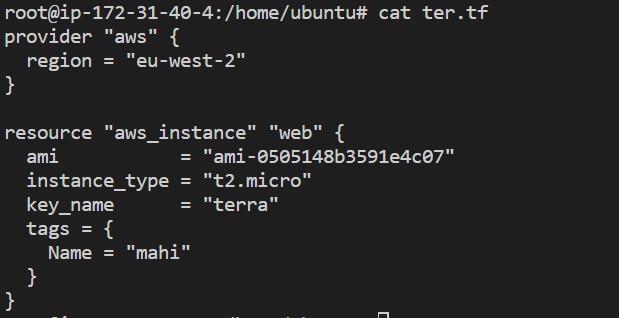 root@ip-172-31-40-4:/home/ubuntu# cat ter.tf
provider "aws" {
  region = "eu-west-2"
}

resource "aws_instance" "web" {
  ami           = "ami-0505148b3591e4c07"
  instance_type = "t2.micro"
  key_name      = "terra"
  tags = {
    Name = "mahi"
  }
}